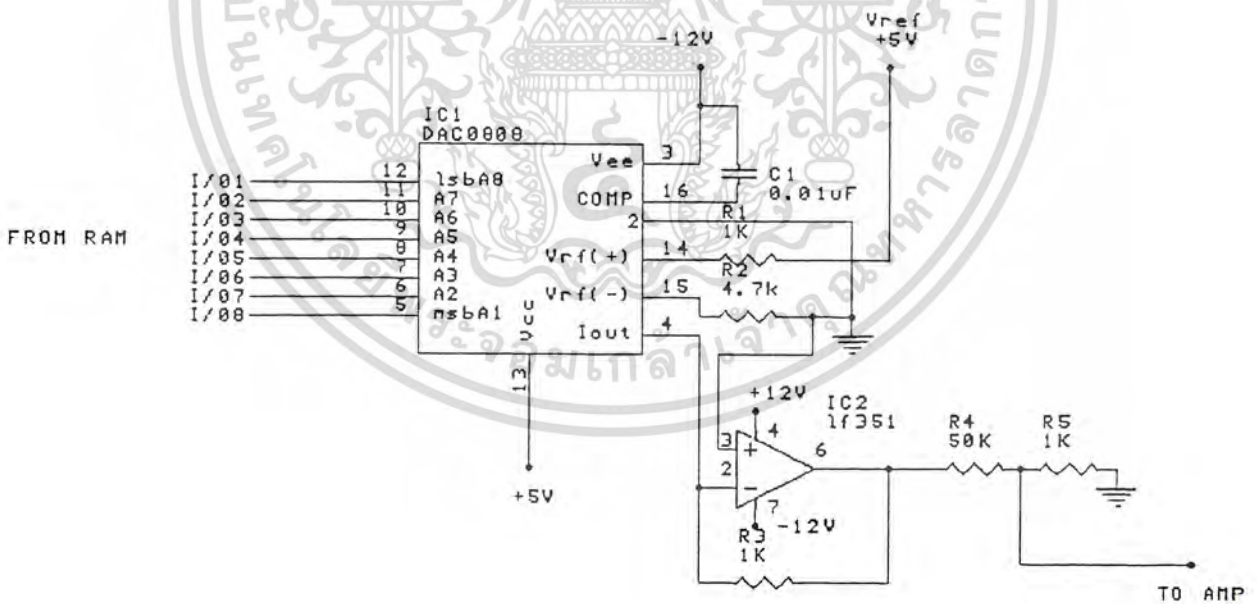 Vref
+5V
-12V
IC1
DAC0808
Vee
3
COMP
16
C1
0.01uF
2
R1
1K
Vrf(+)
14
R2
4.7k
Vrf(-)
15
Iout
4
FROM RAM
I/01
12
lsbA8
I/02
11
A7
I/03
10
A6
I/04
9
A5
I/05
8
A4
I/06
7
A3
I/07
6
A2
I/08
5
msbA1
Vcc
13
+5V
+12V
IC2
lf351
4
3
+
2
-
6
7
-12V
R3
1K
R4
50K
R5
1K
TO AMP